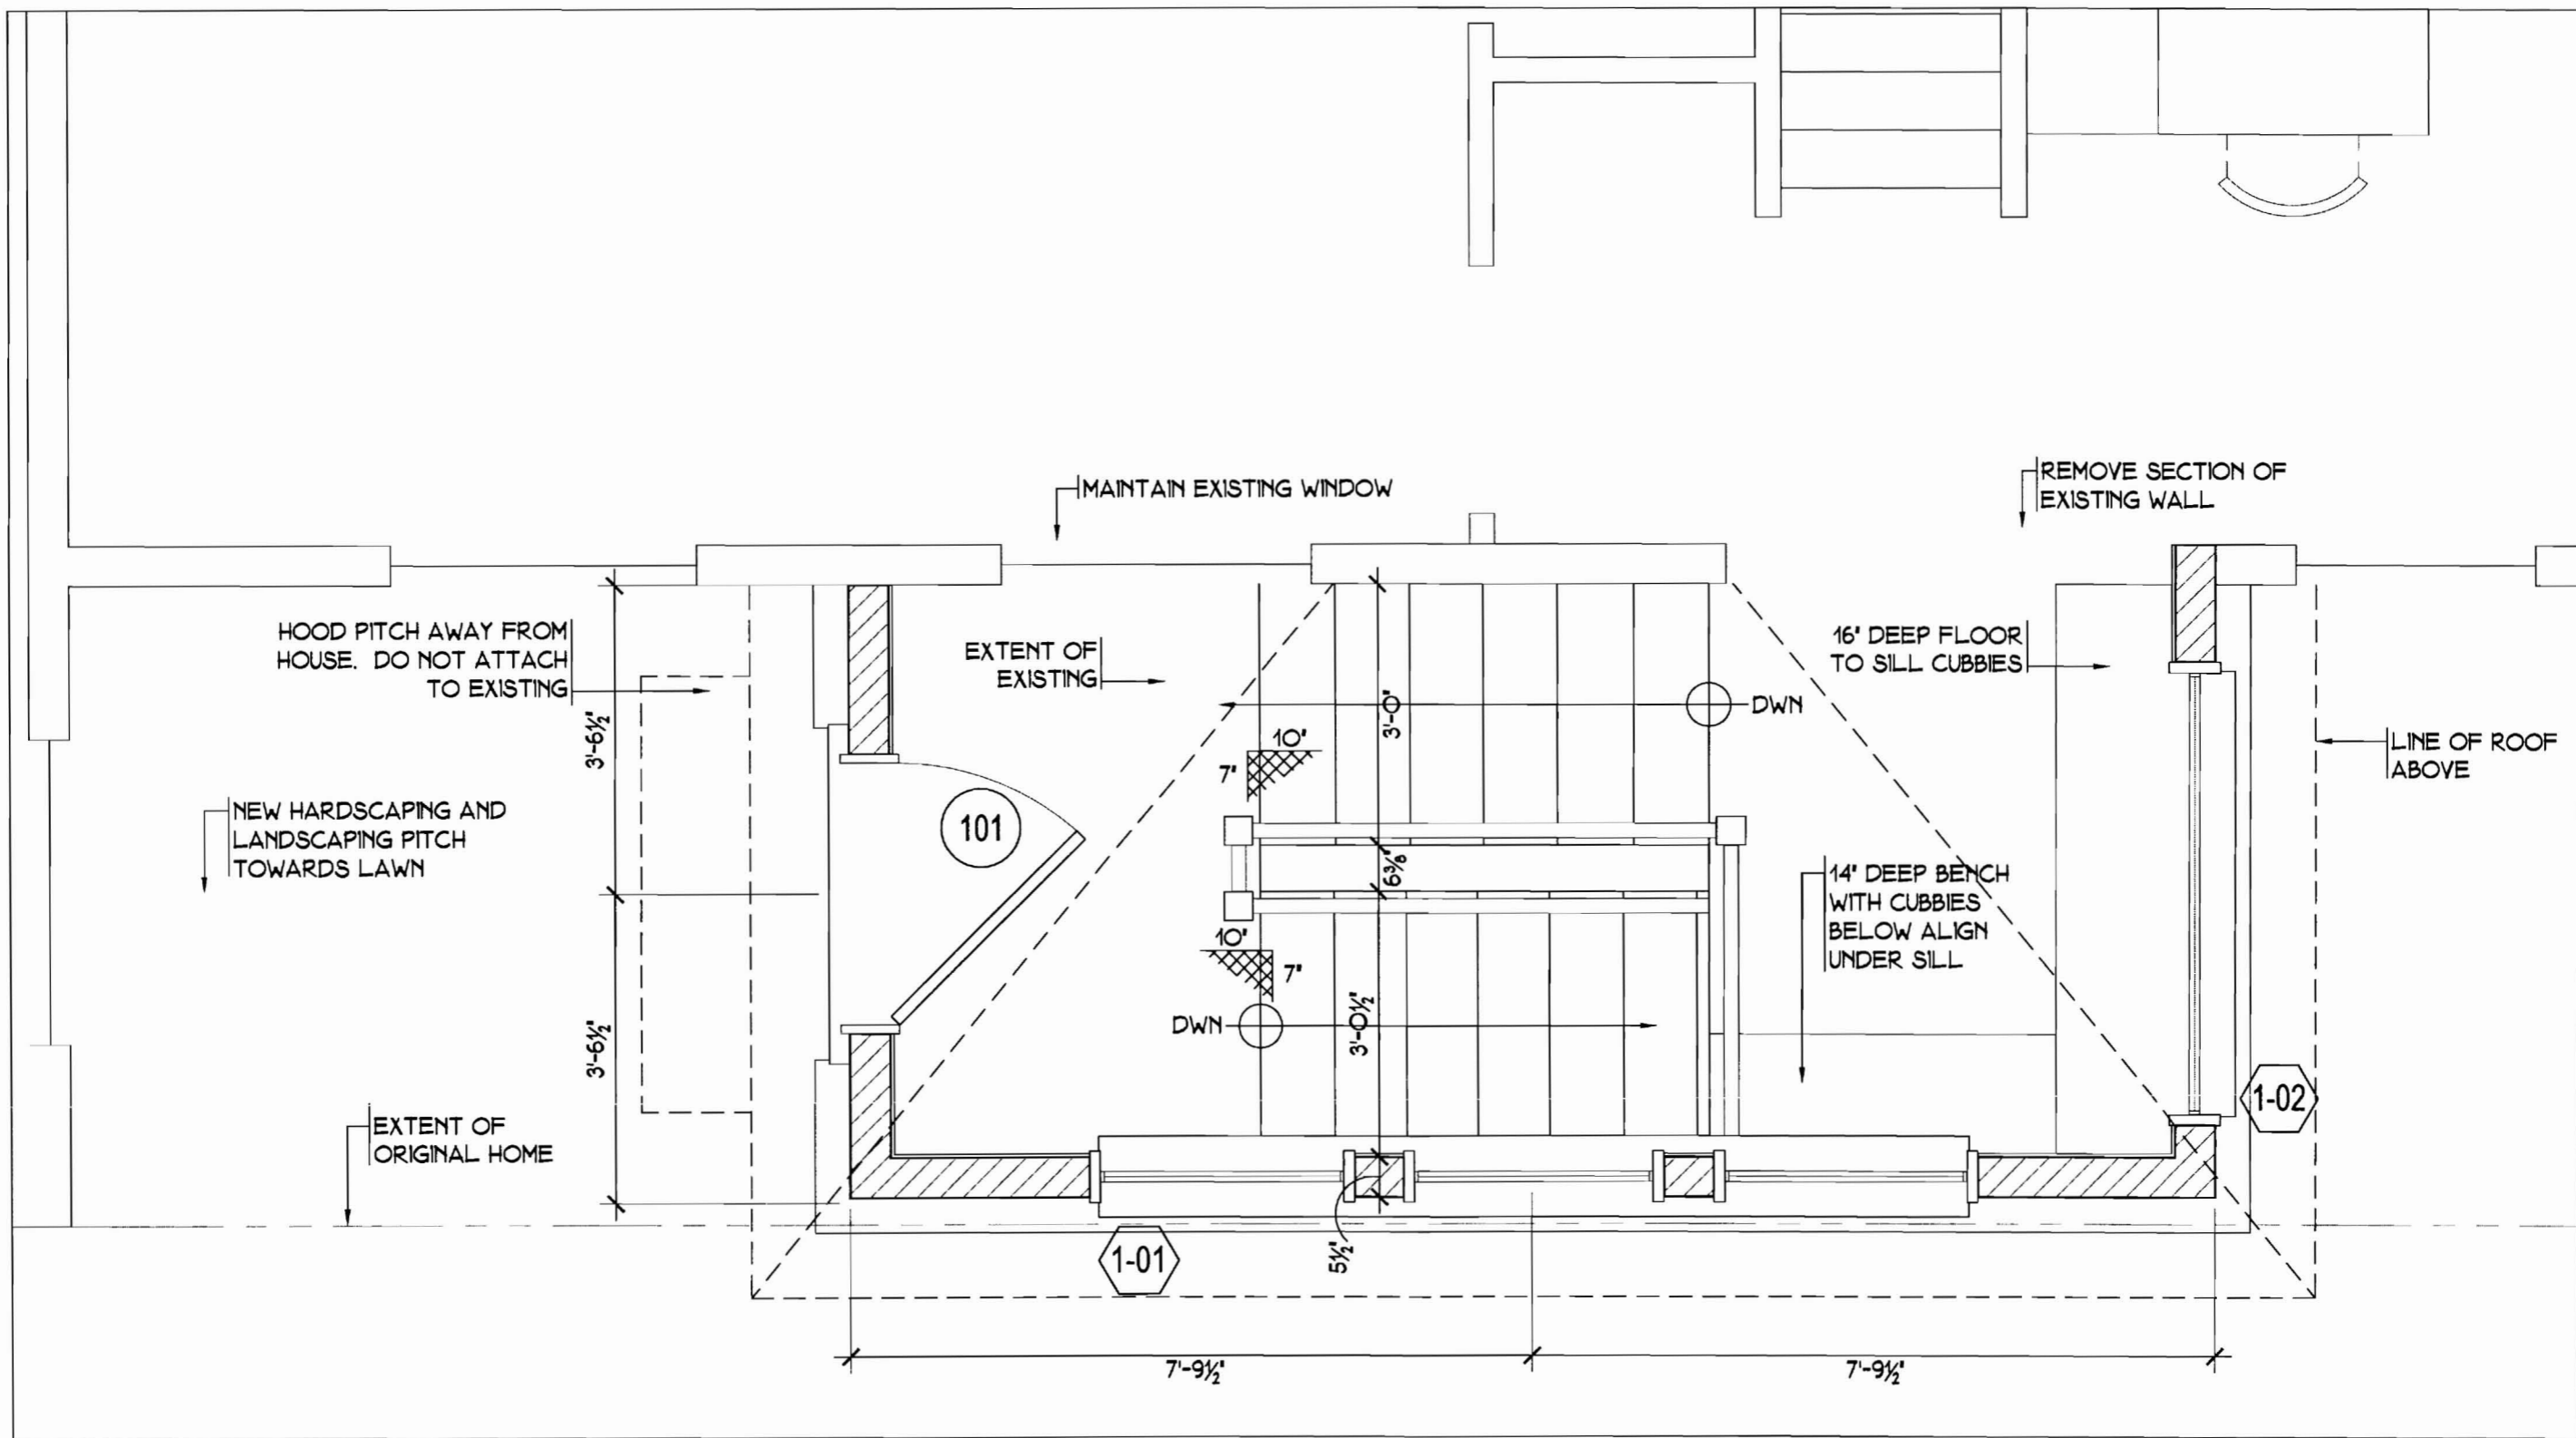 MAINTAIN EXISTING WINDOW
REMOVE SECTION OF
EXISTING WALL
HOOD PITCH AWAY FROM
HOUSE. DO NOT ATTACH
TO EXISTING
EXTENT OF
EXISTING
16" DEEP FLOOR
TO SILL CUBBIES
3'-6½"
3'-0"
DWN
10"
7"
LINE OF ROOF
ABOVE
NEW HARDSCAPING AND
LANDSCAPING PITCH
TOWARDS LAWN
101
6⅜"
14" DEEP BENCH
WITH CUBBIES
BELOW ALIGN
UNDER SILL
10"
7"
3'-6½"
DWN
3'-0½"
EXTENT OF
ORIGINAL HOME
1-02
1-01
5½"
7'-9½"
7'-9½"